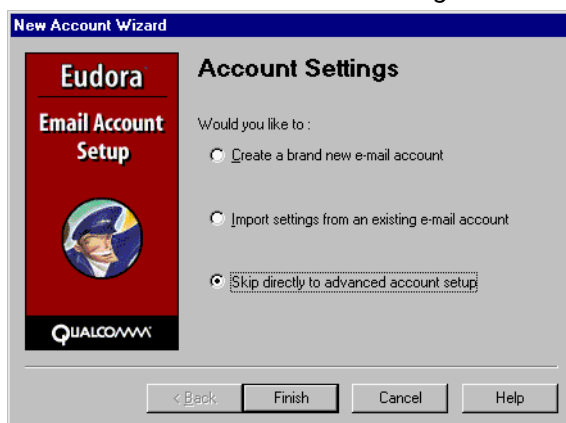 New Account Wizard
Eudora
Email Account
Setup
QUALCOMM
Account Settings
Would you like to :
Create a brand new e-mail account
Import settings from an existing e-mail account
Skip directly to advanced account setup
< Back
Finish
Cancel
Help